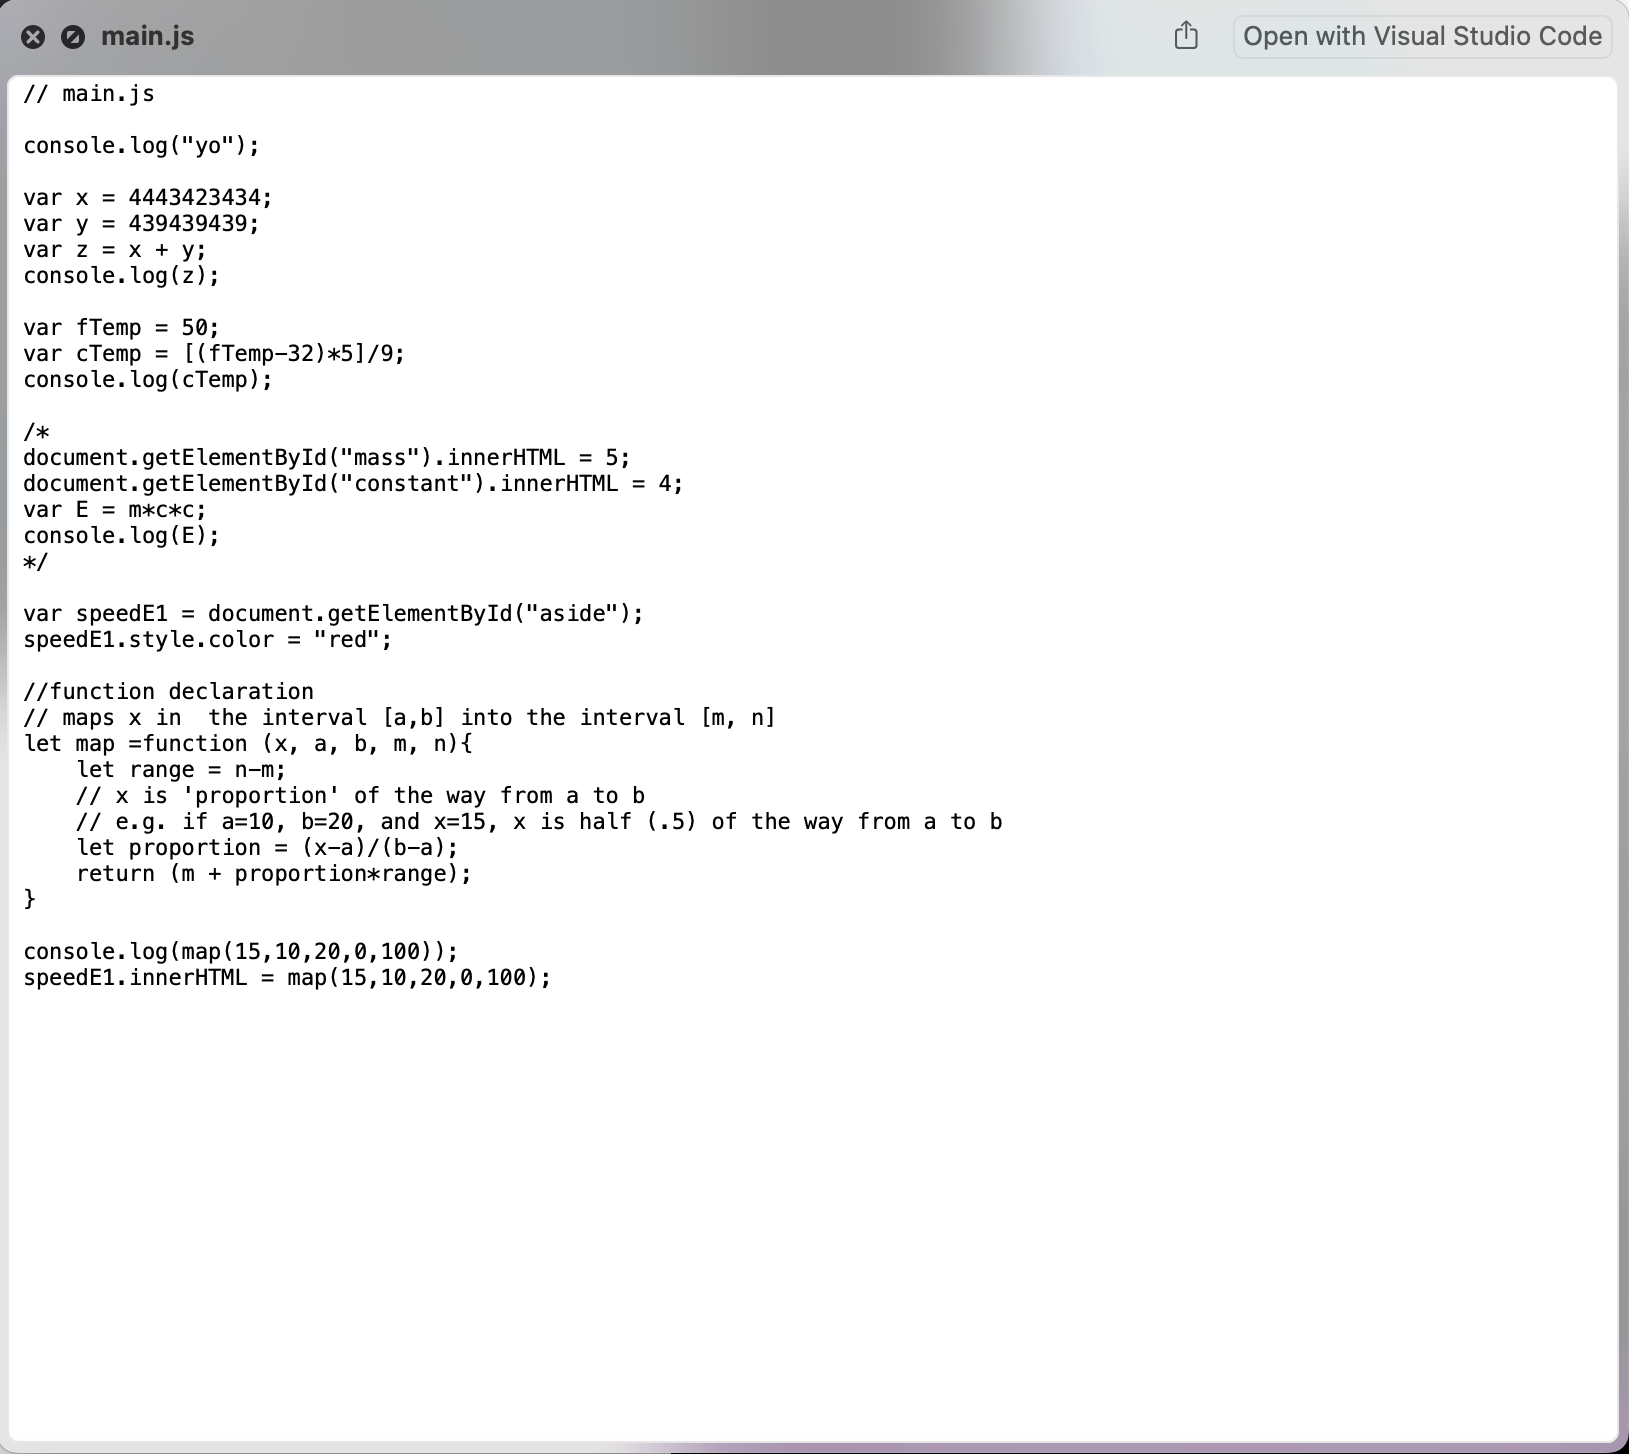 main.js
Open with Visual Studio Code
// main.js

console.log("yo");

var x = 4443423434;
var y = 439439439;
var z = x + y;
console.log(z);

var fTemp = 50;
var cTemp = [(fTemp-32)*5]/9;
console.log(cTemp);

/*
document.getElementById("mass").innerHTML = 5;
document.getElementById("constant").innerHTML = 4;
var E = m*c*c;
console.log(E);
*/

var speedE1 = document.getElementById("aside");
speedE1.style.color = "red";

//function declaration
// maps x in  the interval [a,b] into the interval [m, n]
let map =function (x, a, b, m, n){
    let range = n-m;
    // x is 'proportion' of the way from a to b
    // e.g. if a=10, b=20, and x=15, x is half (.5) of the way from a to b
    let proportion = (x-a)/(b-a);
    return (m + proportion*range);
}

console.log(map(15,10,20,0,100));
speedE1.innerHTML = map(15,10,20,0,100);